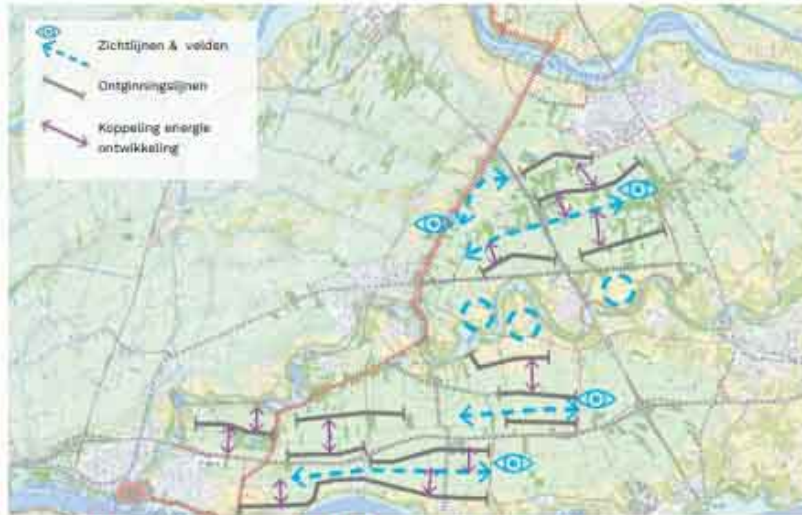 Zichtlijnen & velden
Ontginningslijnen
Koppeling energie
ontwikkeling